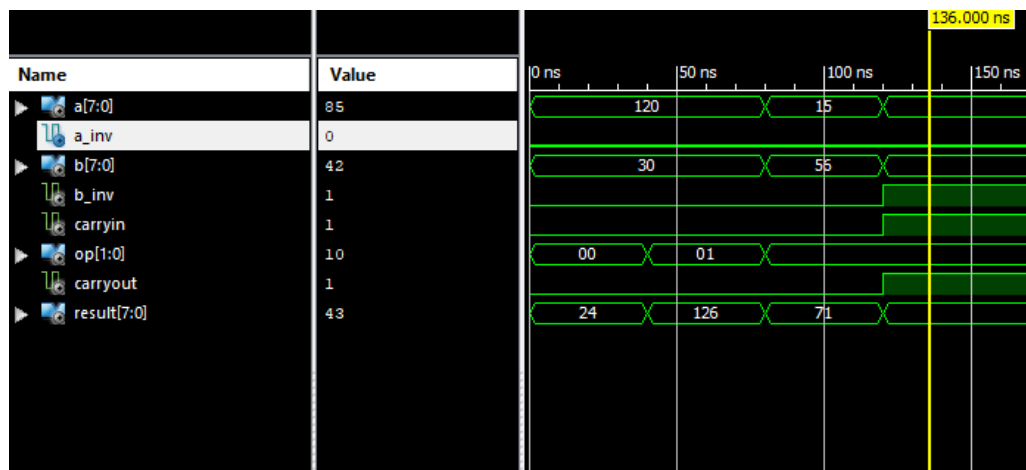 136.000 ns
Name Value 0 ns 50 ns 100 ns 150 ns
a[7:0] 85 120 15
a_inv 0
b[7:0] 42 30 56
b_inv 1
carryin 1
op[1:0] 10 00 01
carryout 1
result[7:0] 43 24 126 71